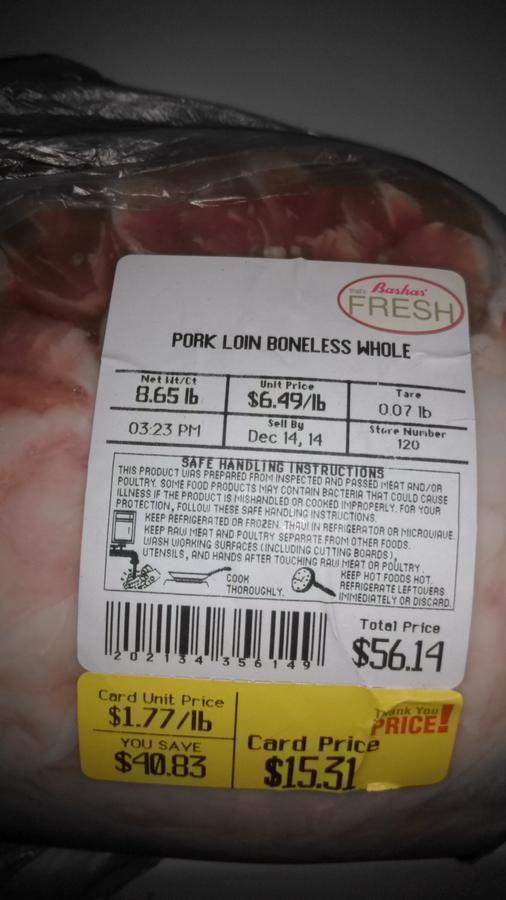 that's Bashas'
FRESH
PORK LOIN BONELESS WHOLE
Net Wt/Ct
8.65 lb
Unit Price
$6.49/lb
Tare
0.07 lb
03:23 PM
Sell By
Dec 14, 14
Store Number
120
SAFE HANDLING INSTRUCTIONS
THIS PRODUCT WAS PREPARED FROM INSPECTED AND PASSED MEAT AND/OR
POULTRY. SOME FOOD PRODUCTS MAY CONTAIN BACTERIA THAT COULD CAUSE
ILLNESS IF THE PRODUCT IS MISHANDLED OR COOKED IMPROPERLY. FOR YOUR
PROTECTION, FOLLOW THESE SAFE HANDLING INSTRUCTIONS.
KEEP REFRIGERATED OR FROZEN. THAW IN REFRIGERATOR OR MICROWAVE.
KEEP RAW MEAT AND POULTRY SEPARATE FROM OTHER FOODS.
WASH WORKING SURFACES (INCLUDING CUTTING BOARDS),
UTENSILS, AND HANDS AFTER TOUCHING RAW MEAT OR POULTRY.
COOK
THOROUGHLY.
KEEP HOT FOODS HOT.
REFRIGERATE LEFTOVERS
IMMEDIATELY OR DISCARD.
2 02134 356149
Total Price
$56.14
Card Unit Price
$1.77/lb
YOU SAVE
$40.83
Thank You
PRICE!
Card Price
$15.31